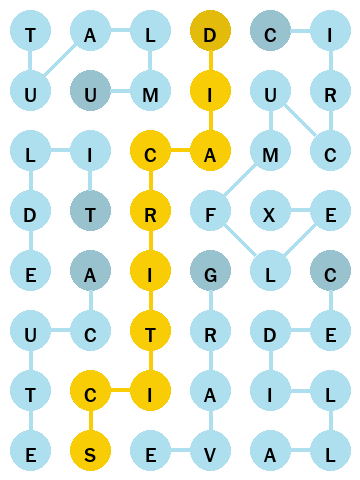 T A L D C I
U U M I U R
L I C A M C
D T R F X E
E A I G L C
U C T R D E
T C I A I L
E S E V A L